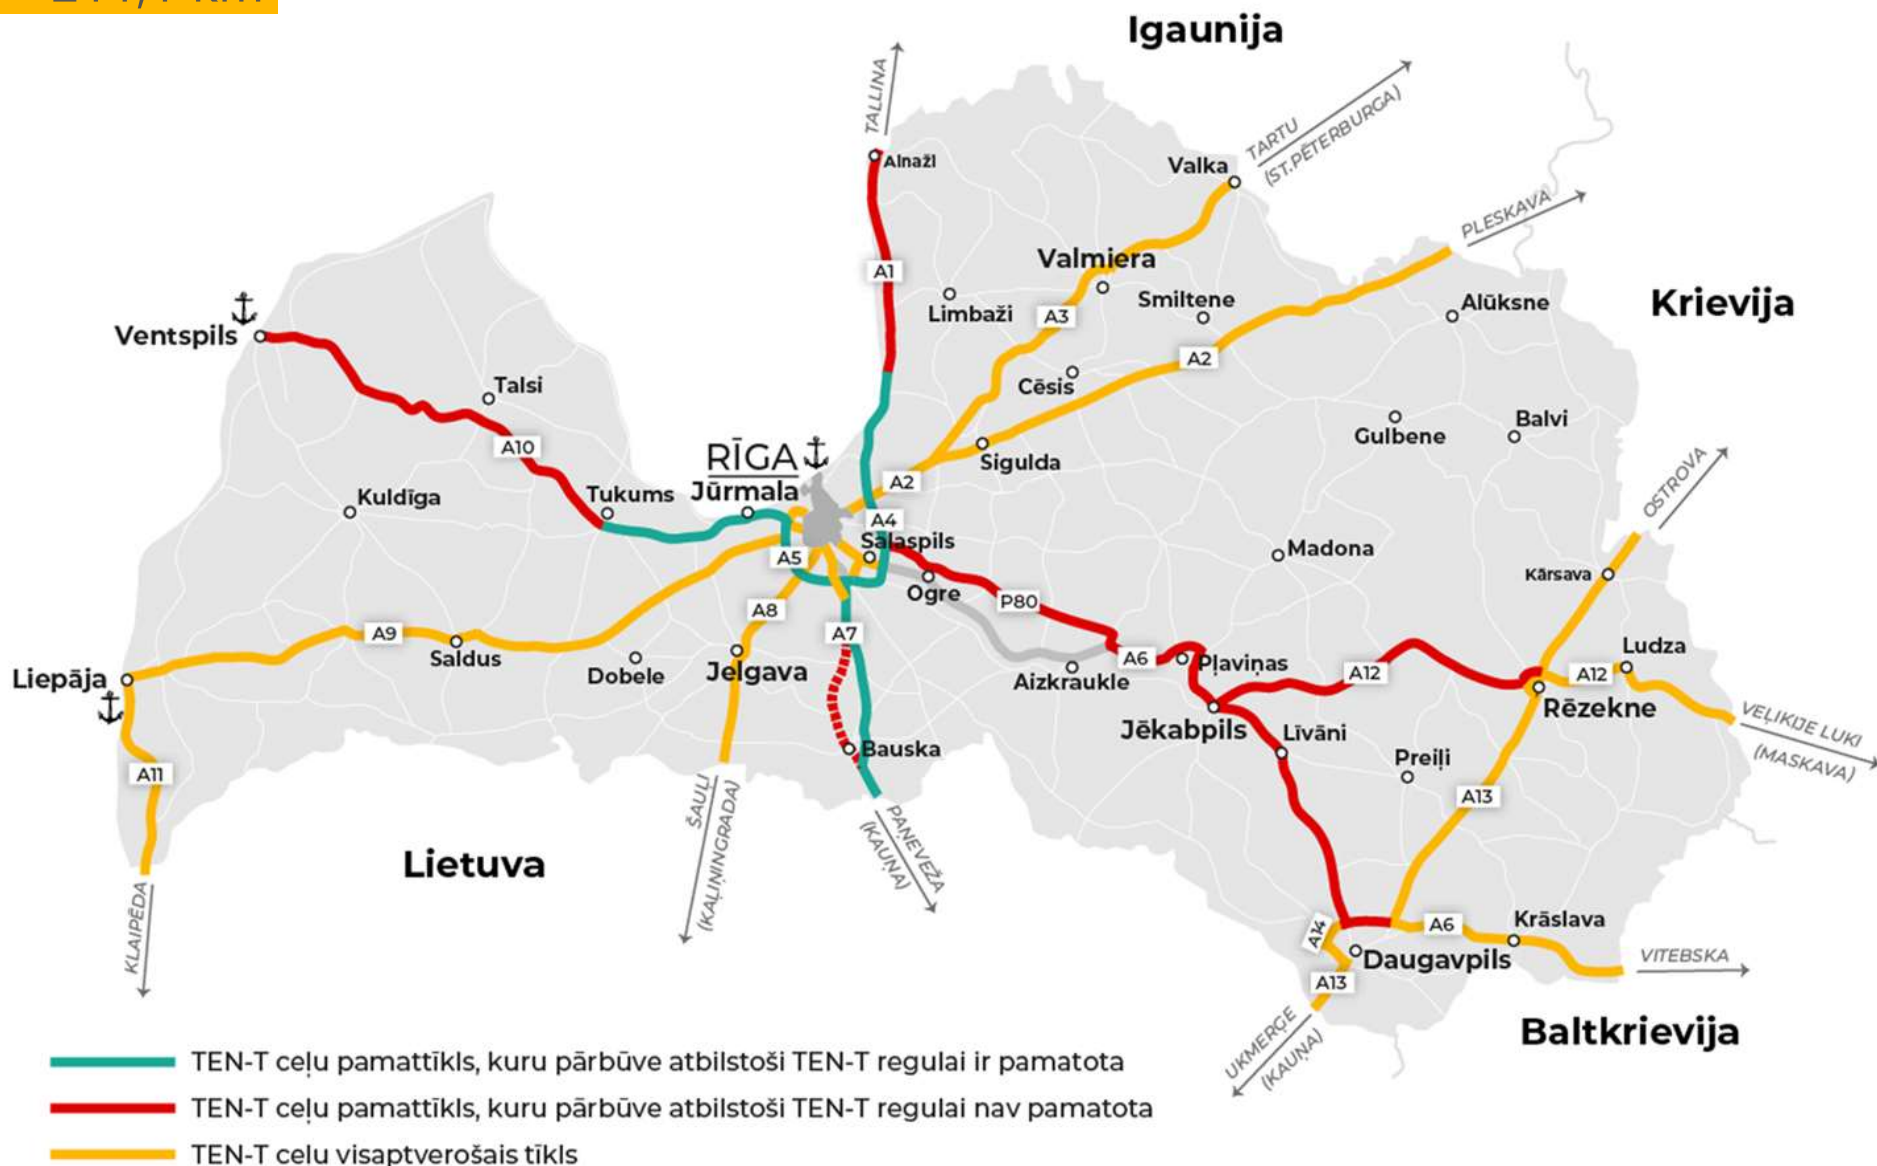 Igaunija
TALLINA
Ainaži
Valka
TARTU
(ST.PĒTERBURGA)
PLESKAVA
Valmiera
A1
Limbaži
A3
Smiltene
Alūksne
Krievija
Ventspils
Talsi
Cēsis
A2
Gulbene
Balvi
A10
RĪGA
Jūrmala
Sigulda
A2
OSTROVA
Kuldīga
Tukums
A4
Salaspils
A5
Madona
Kārsava
Ogre
P80
A8
A9
Saldus
A7
Dobele
Jelgava
A6
Pļaviņas
Aizkraukle
A12
A12
Ludza
Rēzekne
Liepāja
Jēkabpils
Līvāni
VEĻIKIJE LUKI
(MASKAVA)
Bauska
Preiļi
A11
ŠAUĻI
(KAĻIŅINGRADA)
PAŅEVEŽA
(KAUŅA)
A13
Lietuva
KLAIPĒDA
A14
A6
Krāslava
Daugavpils
VITEBSKA
A13
UKMERĢE
(KAUŅA)
Baltkrievija
TEN-T ceļu pamattīkls, kuru pārbūve atbilstoši TEN-T regulai ir pamatota
TEN-T ceļu pamattīkls, kuru pārbūve atbilstoši TEN-T regulai nav pamatota
TEN-T ceļu visaptverošais tīkls